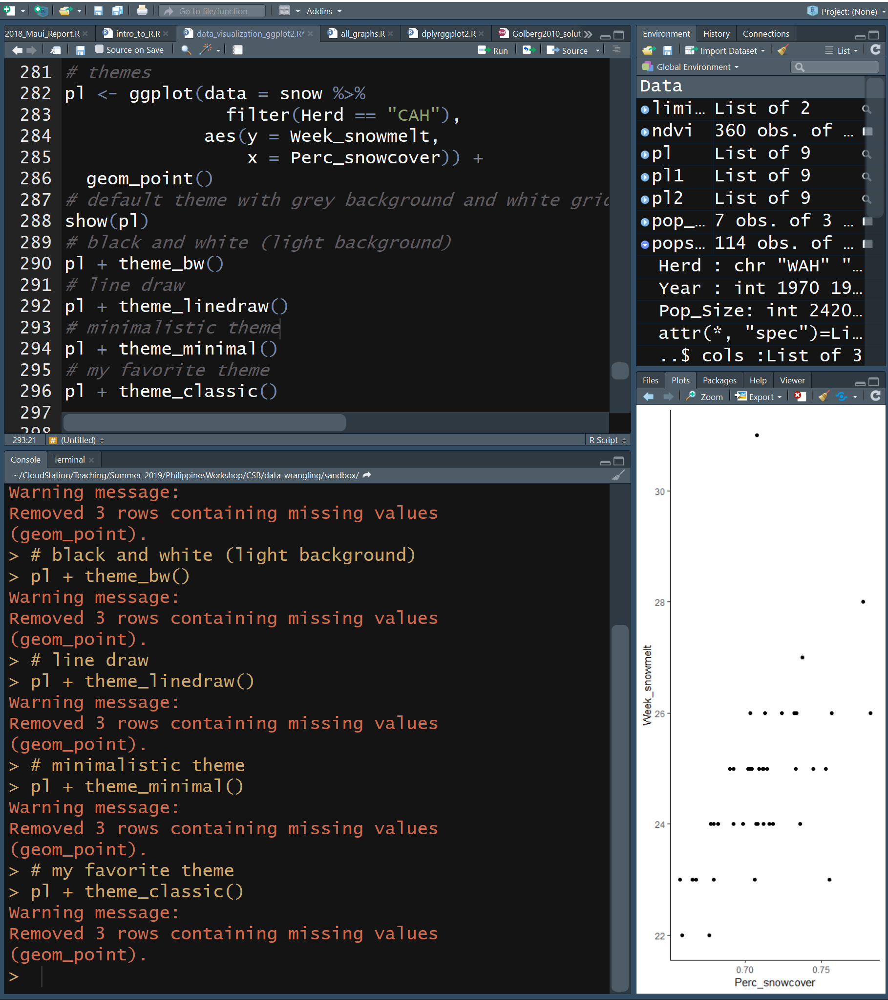 Go to file/function
Addins
Project: (None)
2018_Maui_Report.R
intro_to_R.R
data_visualization_ggplot2.R*
all_graphs.R
dplyrggplot2.R
Golberg2010_soluti
Source on Save
Run
Source
281 # themes
282 pl <- ggplot(data = snow %>%
283 filter(Herd == "CAH"),
284 aes(y = Week_snowmelt,
285 x = Perc_snowcover)) +
286 geom_point()
287 # default theme with grey background and white grid
288 show(pl)
289 # black and white (light background)
290 pl + theme_bw()
291 # line draw
292 pl + theme_linedraw()
293 # minimalistic theme
294 pl + theme_minimal()
295 # my favorite theme
296 pl + theme_classic()
297
298
293:21
# (Untitled)
R Script
Console
Terminal
~/CloudStation/Teaching/Summer_2019/PhilippinesWorkshop/CSB/data_wrangling/sandbox/
Warning message:
Removed 3 rows containing missing values
(geom_point).
> # black and white (light background)
> pl + theme_bw()
Warning message:
Removed 3 rows containing missing values
(geom_point).
> # line draw
> pl + theme_linedraw()
Warning message:
Removed 3 rows containing missing values
(geom_point).
> # minimalistic theme
> pl + theme_minimal()
Warning message:
Removed 3 rows containing missing values
(geom_point).
> # my favorite theme
> pl + theme_classic()
Warning message:
Removed 3 rows containing missing values
(geom_point).
>
Environment
History
Connections
Import Dataset
List
Global Environment
Data
limi… List of 2
ndvi 360 obs. of …
pl List of 9
pl1 List of 9
pl2 List of 9
pop_… 7 obs. of 3 …
pops… 114 obs. of …
Herd : chr "WAH" "…
Year : int 1970 19…
Pop_Size: int 2420…
attr(*, "spec")=Li…
..$ cols :List of 3
Files
Plots
Packages
Help
Viewer
Zoom
Export
30
28
26
24
22
Week_snowmelt
0.70
0.75
Perc_snowcover